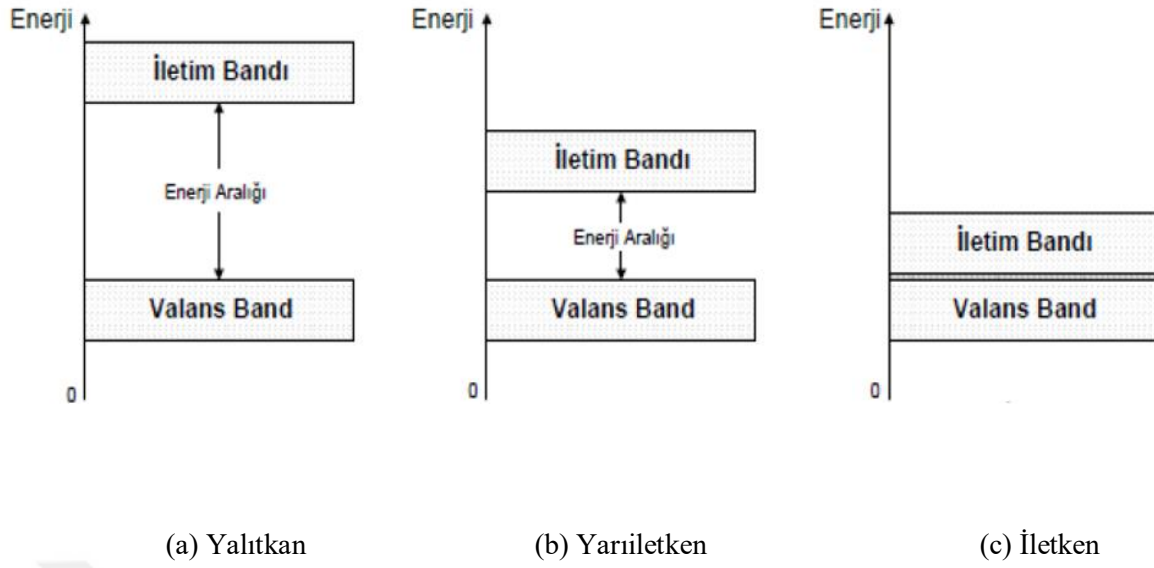 Enerji
İletim Bandı
Enerji Aralığı
Valans Band
0
(a) Yalıtkan
Enerji
İletim Bandı
Enerji Aralığı
Valans Band
0
(b) Yarıiletken
Enerji
İletim Bandı
Valans Band
0
(c) İletken